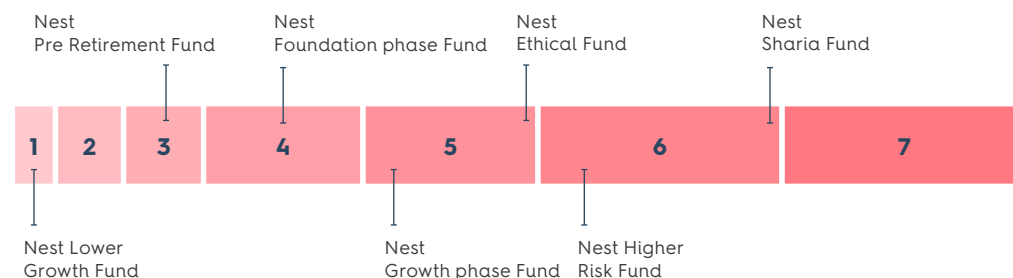 Nest
Pre Retirement Fund
Nest
Foundation phase Fund
Nest
Ethical Fund
Nest
Sharia Fund
1 2 3 4 5 6 7
Nest Lower
Growth Fund
Nest
Growth phase Fund
Nest Higher
Risk Fund